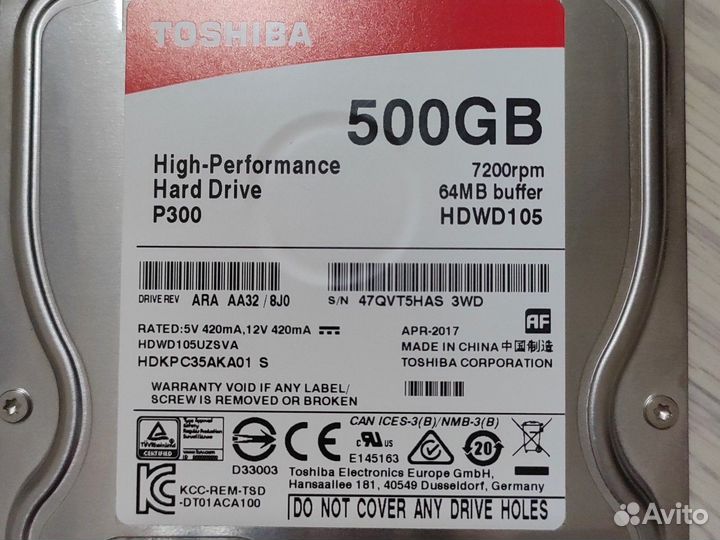 TOSHIBA
500GB
High-Performance
Hard Drive
P300
7200rpm
64MB buffer
HDWD105
DRIVE REV ARA AA32 / 8J0
S/N 47QVT5HAS 3WD
RATED:5V 420mA,12V 420mA
HDWD105UZSVA
HDKPC35AKA01 S
APR-2017
MADE IN CHINA 中国制造
TOSHIBA CORPORATION
AF
WARRANTY VOID IF ANY LABEL/
SCREW IS REMOVED OR BROKEN
CAN ICES-3(B)/NMB-3(B)
CERTIFIED
D33003
c us
E145163
20
Toshiba Electronics Europe GmbH,
Hansaallee 181, 40549 Dusseldorf, Germany
KCC-REM-TSD
-DT01ACA100
DO NOT COVER ANY DRIVE HOLES
Avito